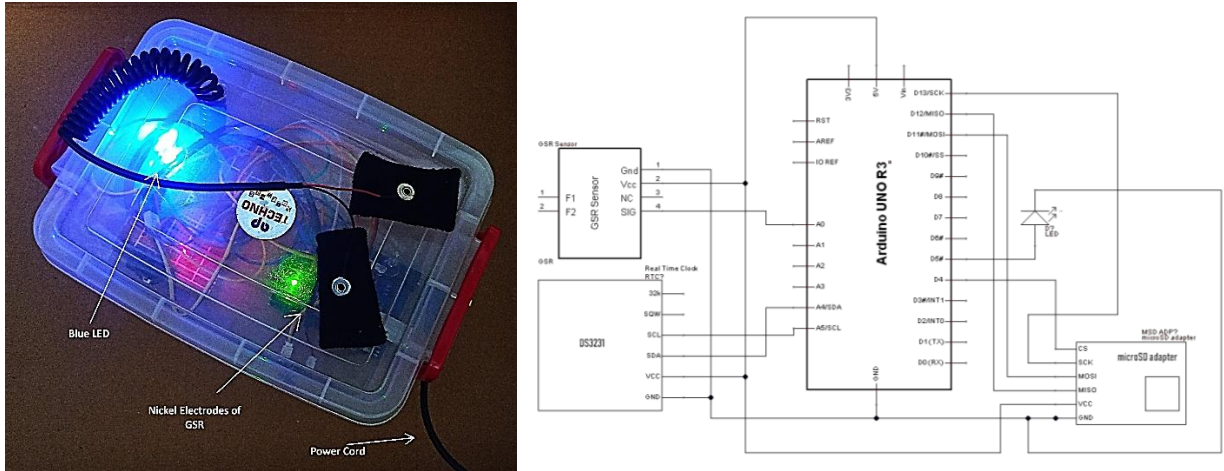 TECHNO
Blue LED
Nickel Electrodes of
GSR
Power Cord
GSR Sensor
1
2
F1
F2
GSR Sensor
Gnd
Vcc
NC
SIG
1
2
3
4
GSR
Real Time Clock
RTC?
DS3231
32k
SQW
SCL
SDA
VCC
GND
3V3
5V
Vin
RST
AREF
IO REF
A0
A1
A2
A3
A4/SDA
A5/SCL
Arduino UNO R3
GND
D13/SCK
D12/MISO
D11#/MOSI
D10#/SS
D9#
D8
D7
D6#
D5#
D4
D3#/INT1
D2/INT0
D1(TX)
D0(RX)
D?
LED
MSD ADP?
microSD adapter
microSD adapter
CS
SCK
MOSI
MISO
VCC
GND